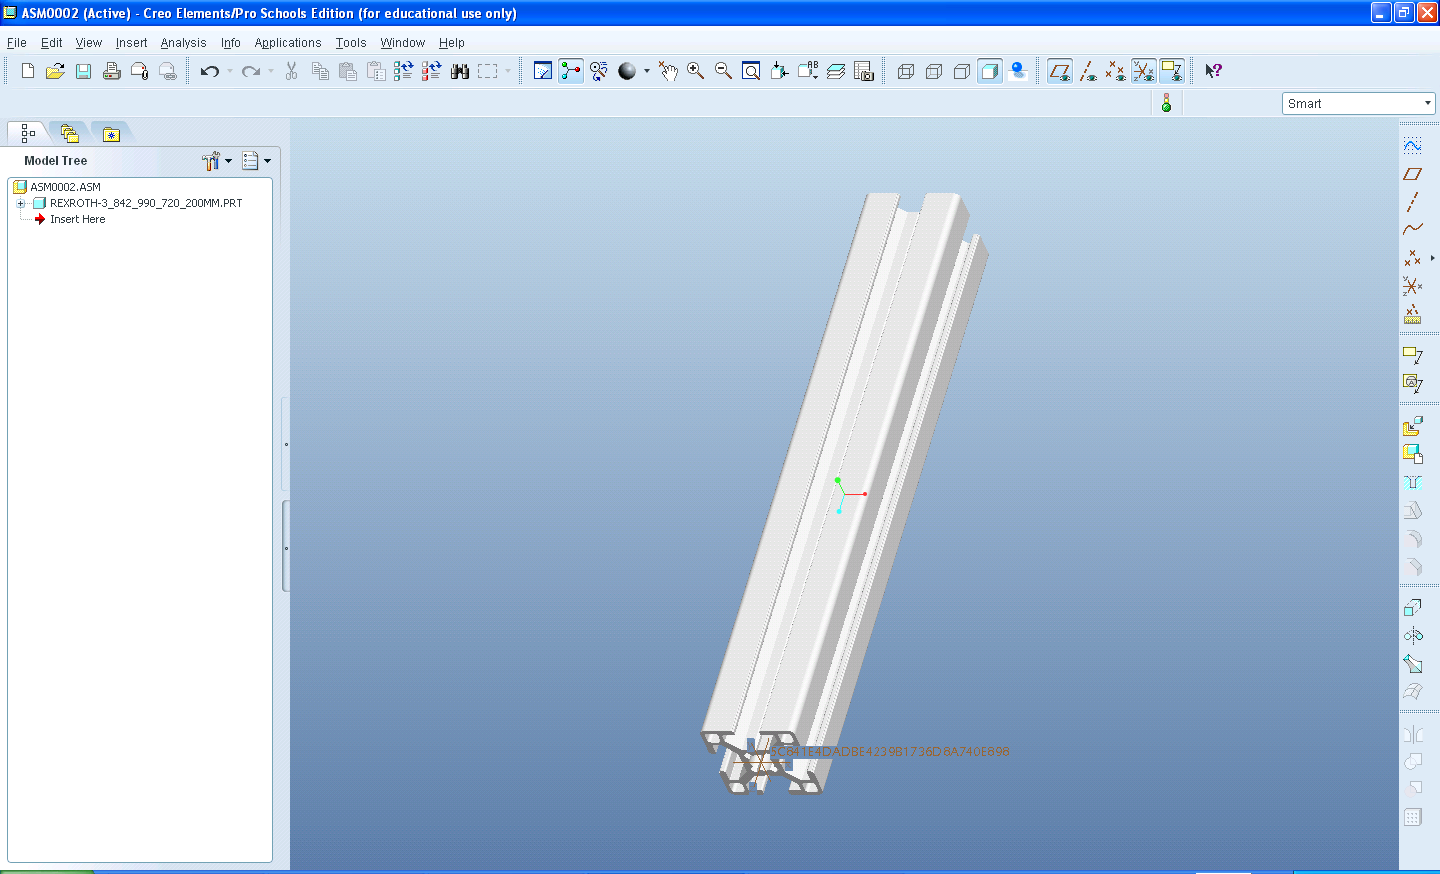 ASM0002 (Active) - Creo Elements/Pro Schools Edition (for educational use only)
File Edit View Insert Analysis Info Applications Tools Window Help
Smart
Model Tree
ASM0002.ASM
REXROTH-3_842_990_720_200MM.PRT
Insert Here